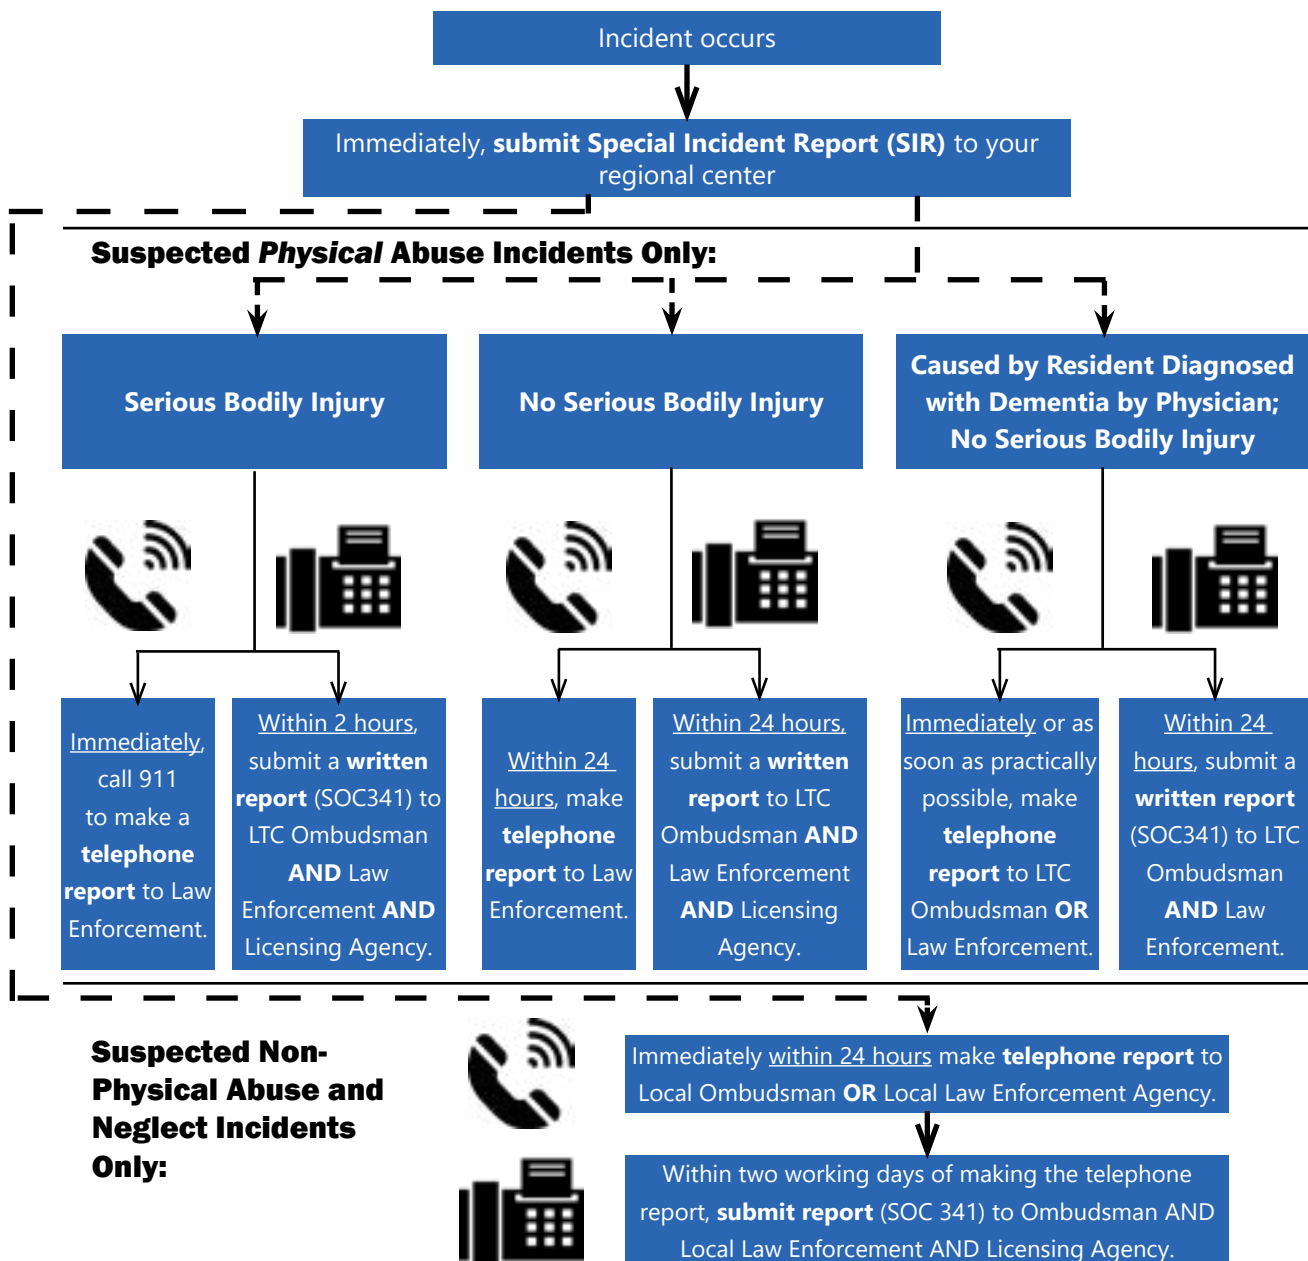 Incident occurs
Immediately, submit Special Incident Report (SIR) to your
regional center
Suspected Physical Abuse Incidents Only:
Serious Bodily Injury
No Serious Bodily Injury
Caused by Resident Diagnosed
with Dementia by Physician;
No Serious Bodily Injury
Immediately,
call 911
to make a
telephone
report to Law
Enforcement.
Within 2 hours,
submit a written
report (SOC341) to
LTC Ombudsman
AND Law
Enforcement AND
Licensing Agency.
Within 24
hours, make
telephone
report to Law
Enforcement.
Within 24 hours,
submit a written
report to LTC
Ombudsman AND
Law Enforcement
AND Licensing
Agency.
Immediately or as
soon as practically
possible, make
telephone
report to LTC
Ombudsman OR
Law Enforcement.
Within 24
hours, submit a
written report
(SOC341) to LTC
Ombudsman
AND Law
Enforcement.
Suspected Non-
Physical Abuse and
Neglect Incidents
Only:
Immediately within 24 hours make telephone report to
Local Ombudsman OR Local Law Enforcement Agency.
Within two working days of making the telephone
report, submit report (SOC 341) to Ombudsman AND
Local Law Enforcement AND Licensing Agency.